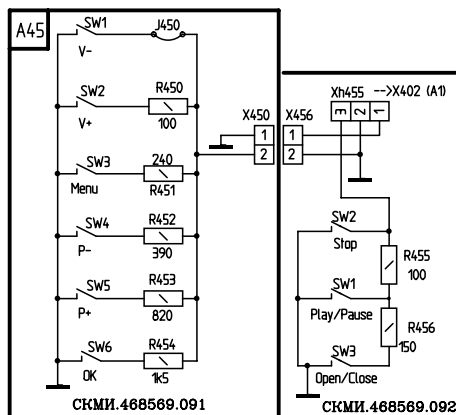 A45
SW1
J450
V-
SW2
R450
V+
100
SW3
240
Menu
R451
SW4
R452
P-
390
SW5
R453
P+
820
SW6
R454
OK
1k5
СКМИ.468569.091
X450
1
2
X456
1
2
Xh455 -->X402 (A1)
3 2 1
SW2
Stop
R455
100
SW1
Play/Pause
R456
150
SW3
Open/Close
СКМИ.468569.092